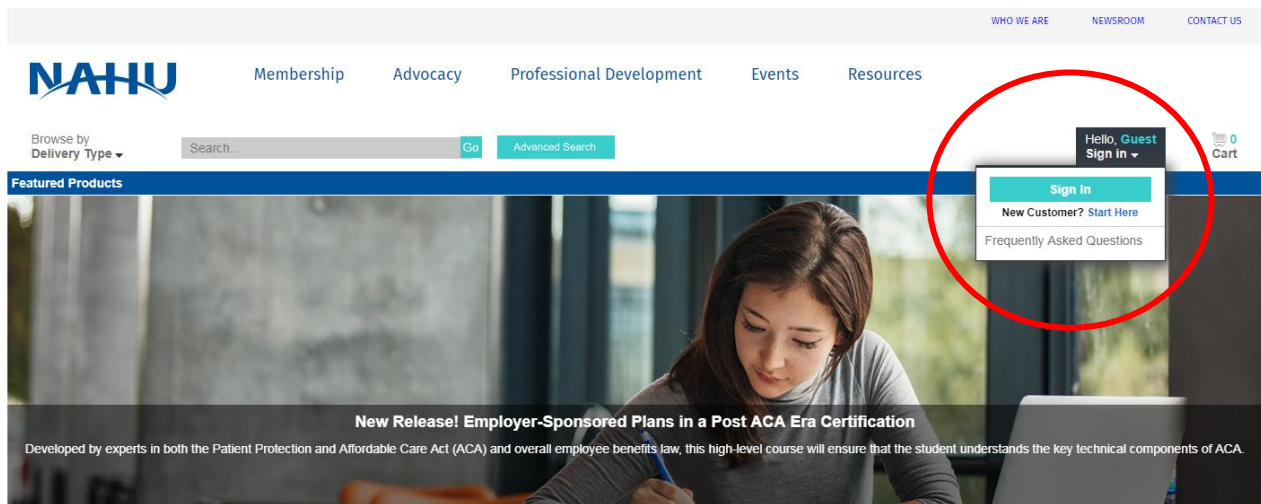 WHO WE ARE NEWSROOM CONTACT US
NAHU Membership Advocacy Professional Development Events Resources
Browse by
Delivery Type
Search... Go Advanced Search
Hello, Guest
Sign in
0
Cart
Featured Products
Sign In
New Customer? Start Here
Frequently Asked Questions
New Release! Employer-Sponsored Plans in a Post ACA Era Certification
Developed by experts in both the Patient Protection and Affordable Care Act (ACA) and overall employee benefits law, this high-level course will ensure that the student understands the key technical components of ACA.